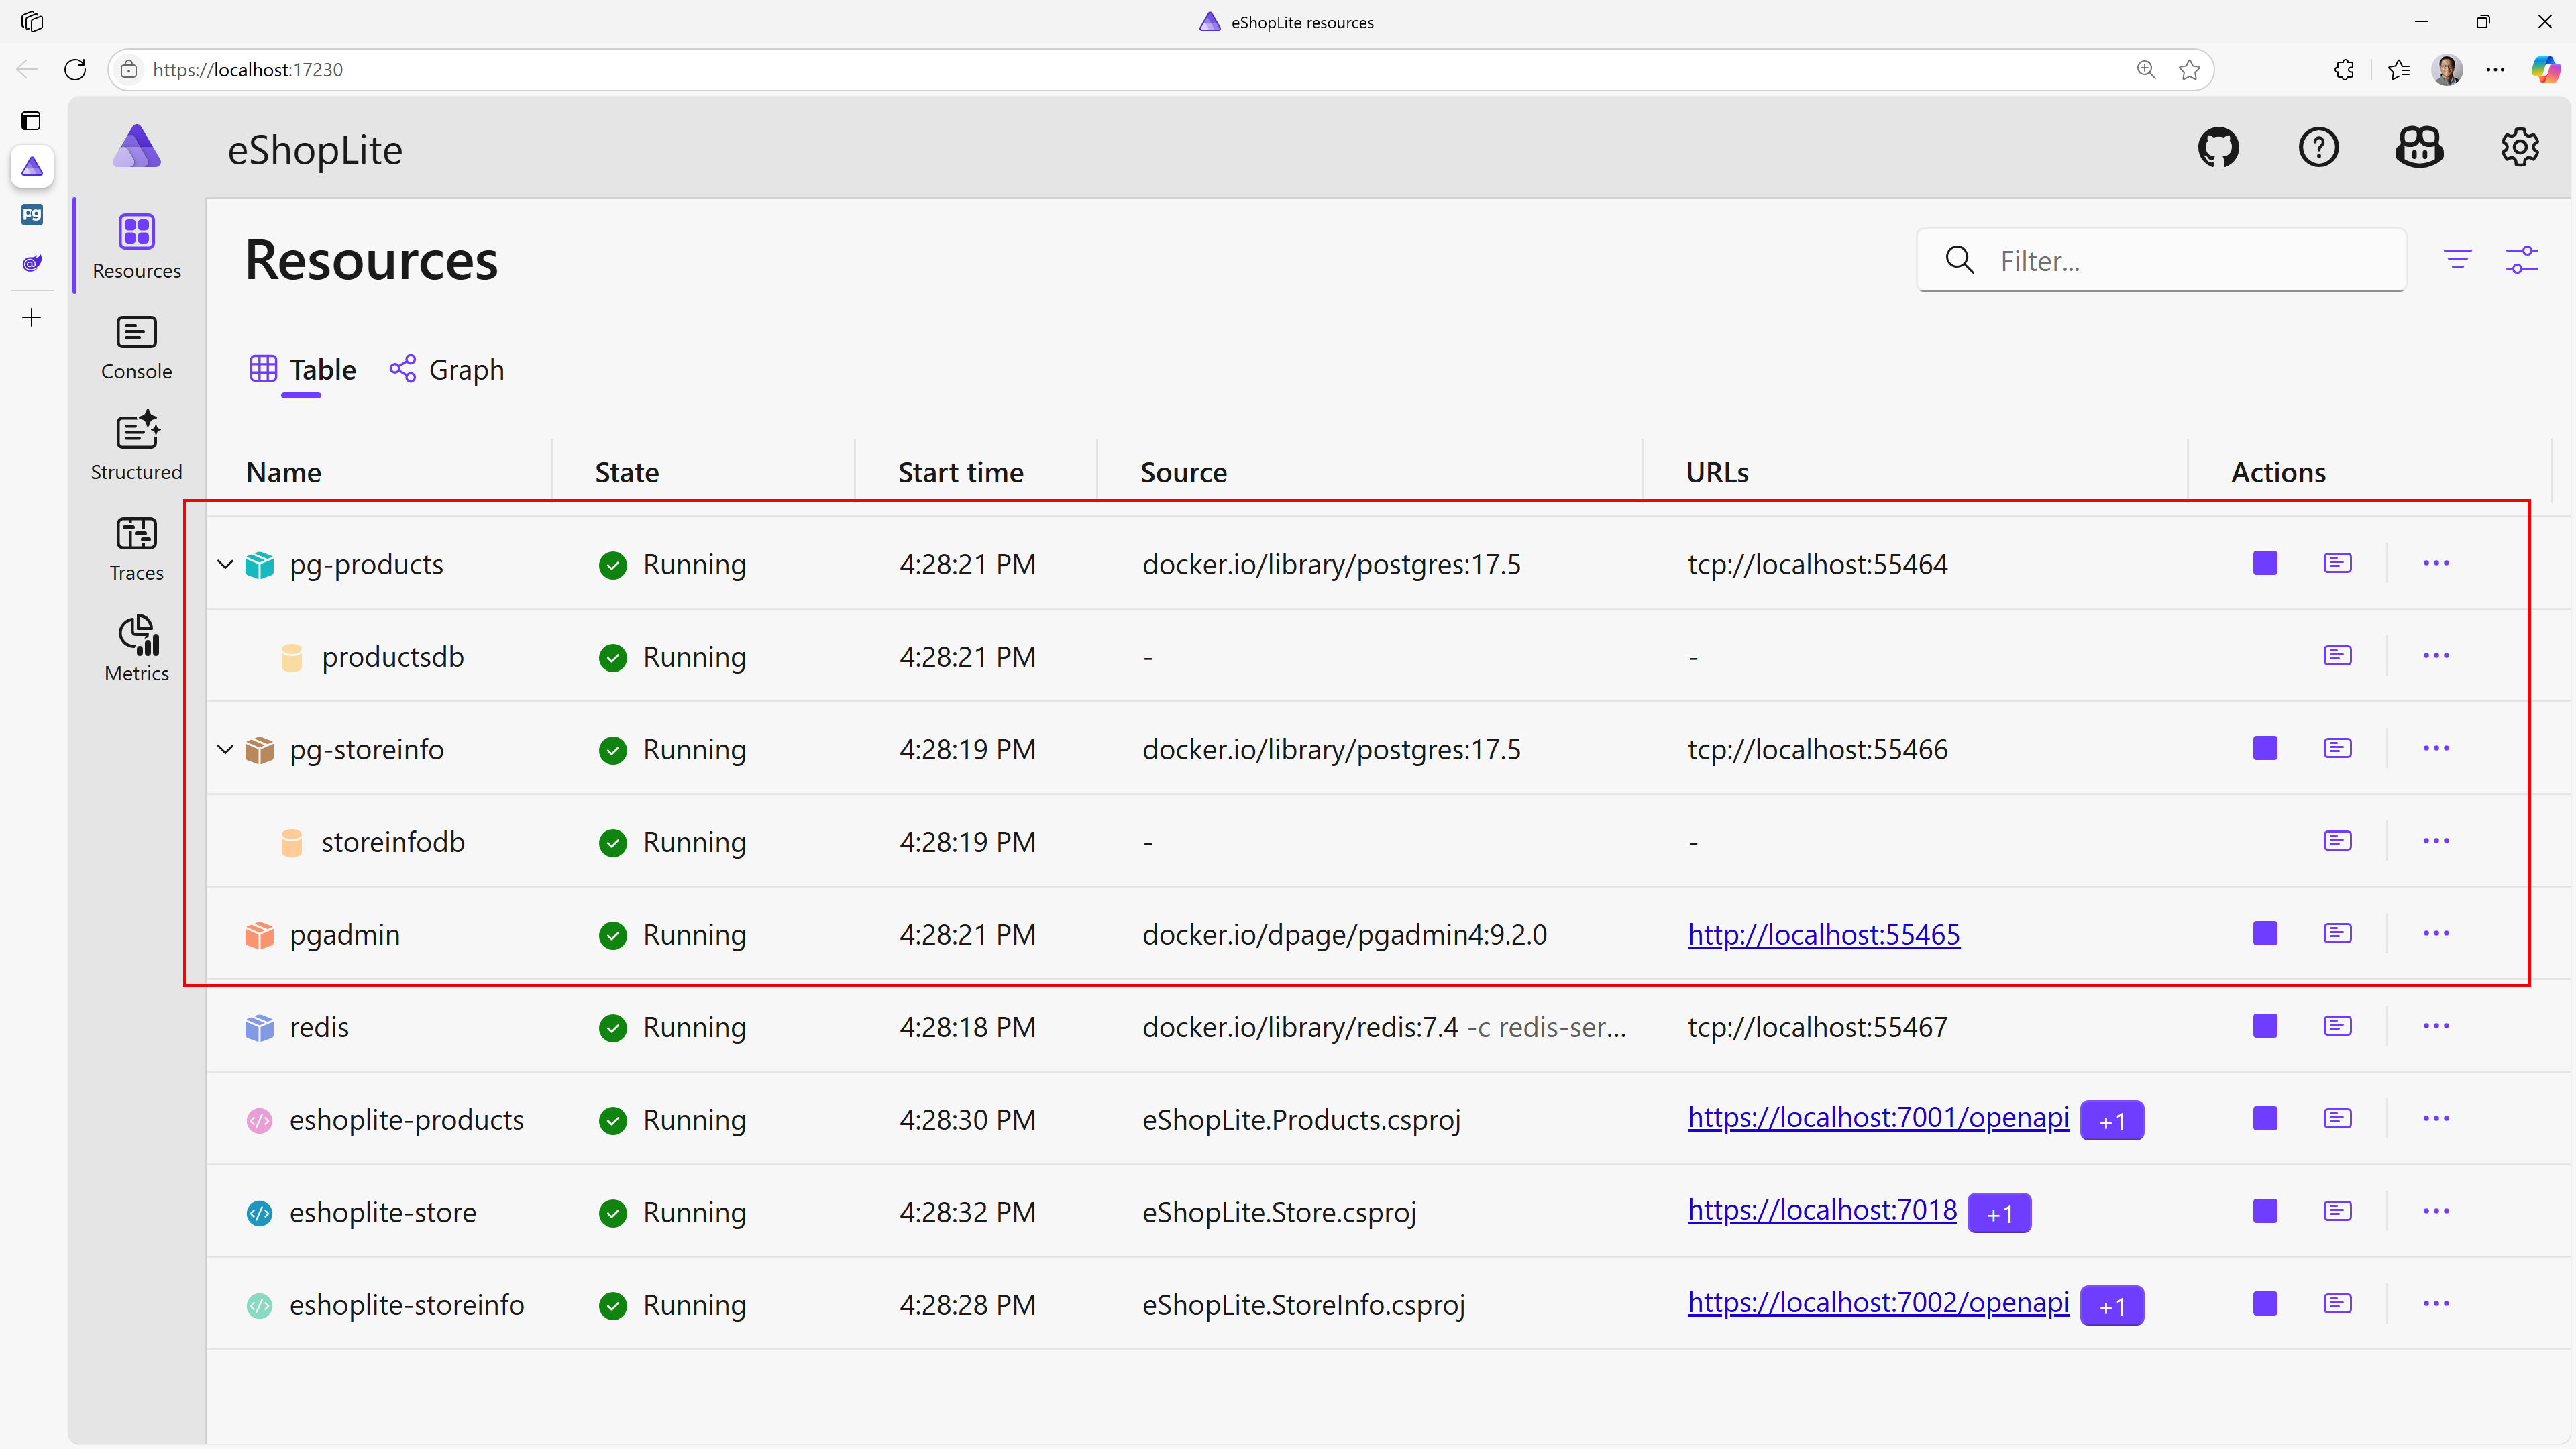 eShopLite resources
https://localhost:17230
pg
eShopLite
Resources
Console
Structured
Traces
Metrics
Resources
Filter...
Table Graph
Name State Start time Source URLs Actions
pg-products Running 4:28:21 PM docker.io/library/postgres:17.5 tcp://localhost:55464
productsdb Running 4:28:21 PM - -
pg-storeinfo Running 4:28:19 PM docker.io/library/postgres:17.5 tcp://localhost:55466
storeinfodb Running 4:28:19 PM - -
pgadmin Running 4:28:21 PM docker.io/dpage/pgadmin4:9.2.0 http://localhost:55465
redis Running 4:28:18 PM docker.io/library/redis:7.4 -c redis-ser... tcp://localhost:55467
eshoplite-products Running 4:28:30 PM eShopLite.Products.csproj https://localhost:7001/openapi +1
eshoplite-store Running 4:28:32 PM eShopLite.Store.csproj https://localhost:7018 +1
eshoplite-storeinfo Running 4:28:28 PM eShopLite.StoreInfo.csproj https://localhost:7002/openapi +1